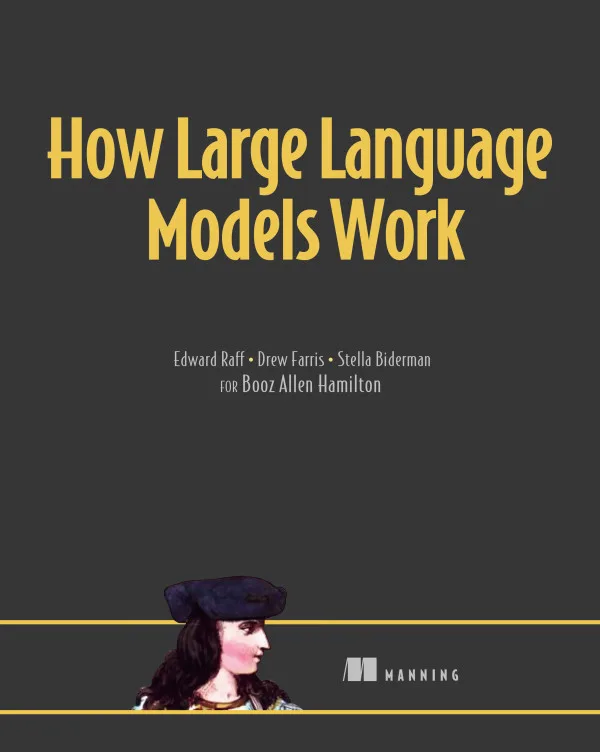 How Large Language
Models Work
Edward Raff • Drew Farris • Stella Biderman
FOR Booz Allen Hamilton
MANNING